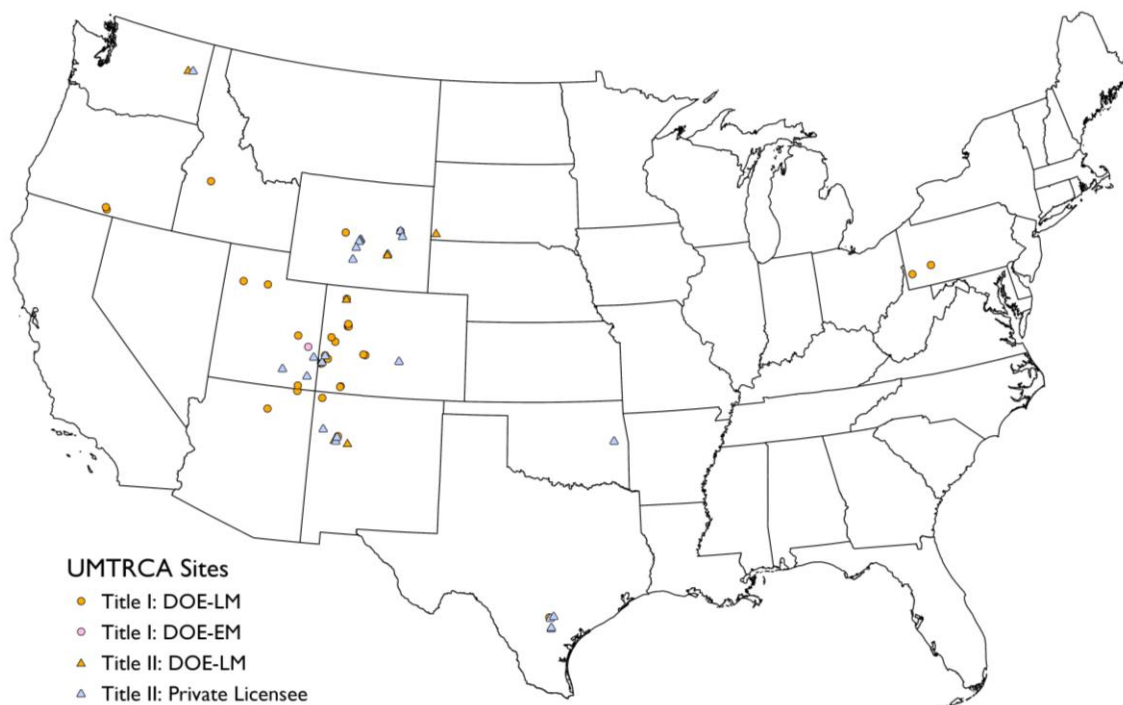 UMTRCA Sites
Title I: DOE-LM
Title I: DOE-EM
Title II: DOE-LM
Title II: Private Licensee